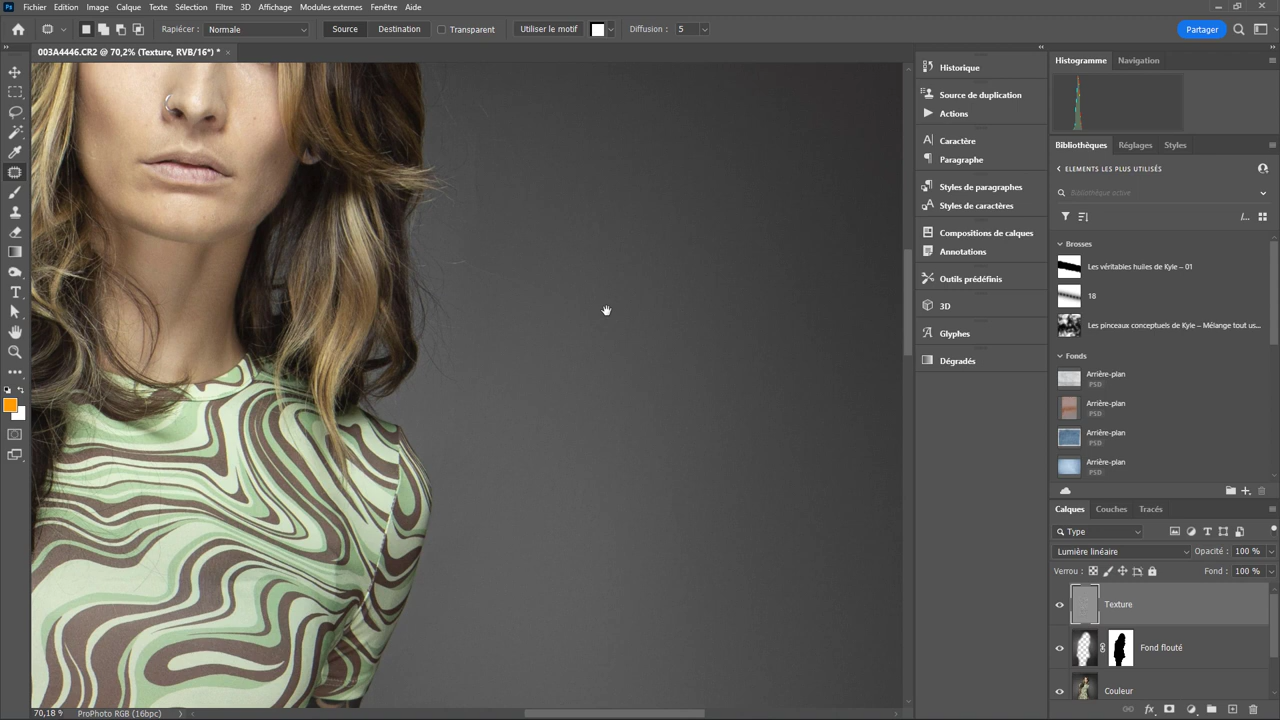 Ps Fichier Edition Image Calque Texte Sélection Filtre 3D Affichage Modules externes Fenêtre Aide
Rapiécer : Normale Source Destination Transparent Utiliser le motif Diffusion : 5 Partager
003A4446.CR2 @ 70,2% (Texture, RVB/16*) * ×
Historique
Source de duplication
Actions
Caractère
Paragraphe
Styles de paragraphes
Styles de caractères
Compositions de calques
Annotations
Outils prédéfinis
3D
Glyphes
Dégradés
Histogramme Navigation
Bibliothèques Réglages Styles
ELEMENTS LES PLUS UTILISÉS
Bibliothèque active
Brosses
Les véritables huiles de Kyle – 01
18
Les pinceaux conceptuels de Kyle – Mélange tout us...
Fonds
Arrière-plan
PSD
Arrière-plan
PSD
Arrière-plan
PSD
Arrière-plan
PSD
Calques Couches Tracés
Type
Lumière linéaire Opacité : 100 %
Verrou : Fond : 100 %
Texture
Fond flouté
Couleur
70,18 % ProPhoto RGB (16bpc)